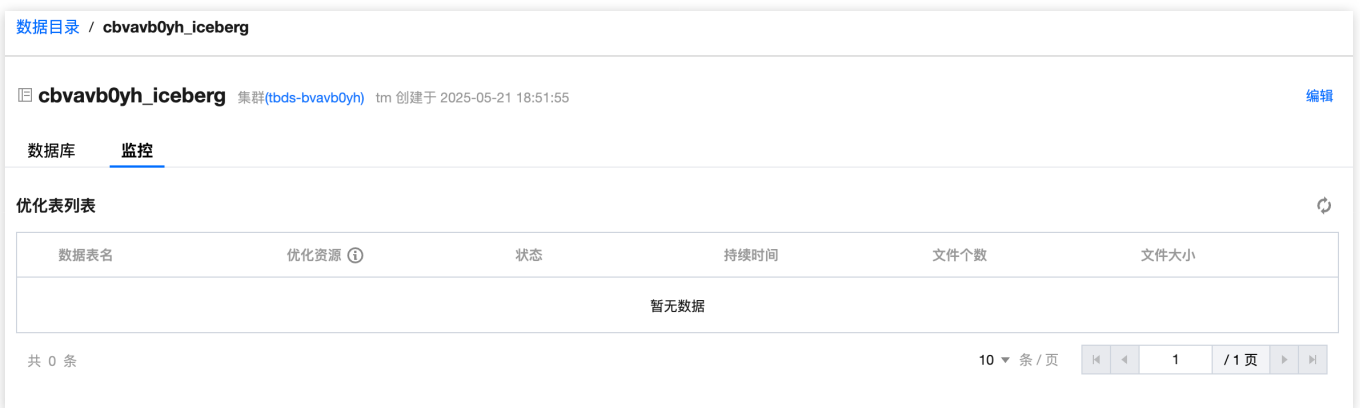 数据目录 / cbvavb0yh_iceberg
cbvavb0yh_iceberg 集群(tbds-bvavb0yh) tm 创建于 2025-05-21 18:51:55 编辑
数据库 监控
优化表列表
数据表名 优化资源 状态 持续时间 文件个数 文件大小
暂无数据
共 0 条 10 条 / 页 1 / 1 页